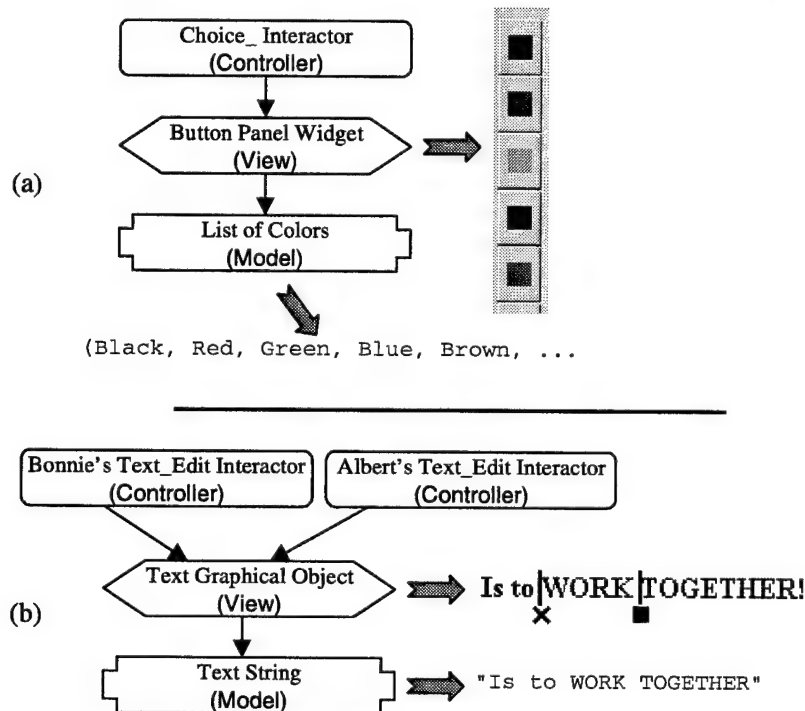 Choice_ Interactor
(Controller)
Button Panel Widget
(View)
(a)
List of Colors
(Model)
(Black, Red, Green, Blue, Brown, ...
Bonnie's Text_Edit Interactor
(Controller)
Albert's Text_Edit Interactor
(Controller)
Text Graphical Object
(View)
Is to WORK TOGETHER!
(b)
Text String
(Model)
"Is to WORK TOGETHER"